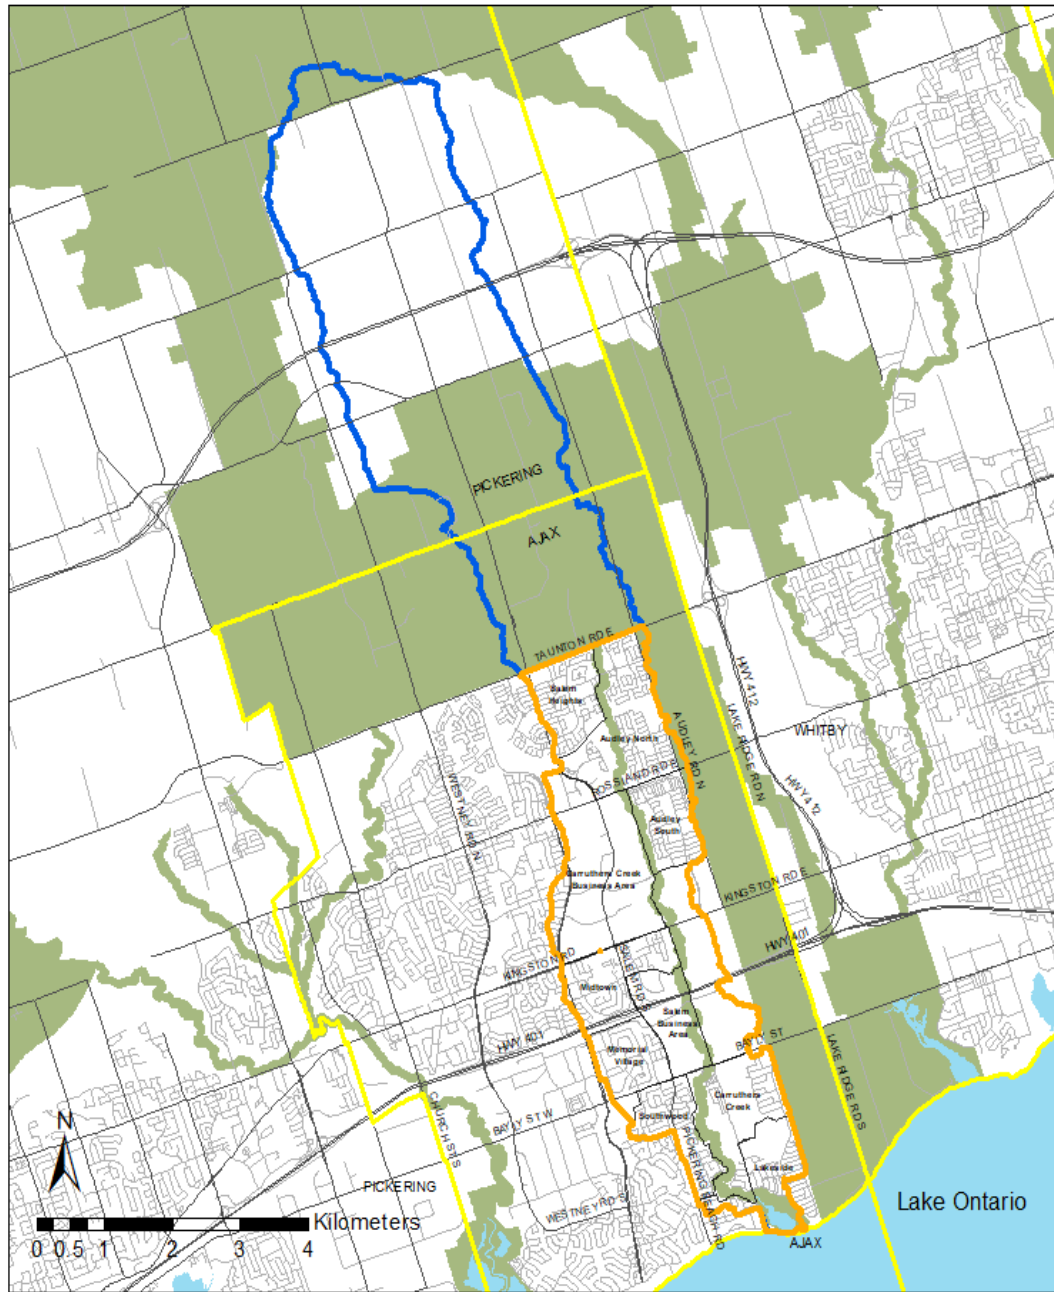 PICKERING
AJAX
TAUNTON RD E
Salem
Heights
HWY 412
Audley North
AUDLEY RD N
LAKE RIDGE RD N
WHITBY
ROSSLAND RD E
WESTNEY RD N
HWY 412
Audley
South
Carruthers Creek
Business Area
KINGSTON RD E
HWY 401
KINGSTON RD
SALEM RD
Midtown
Salem
Business
Area
HWY 401
BAYLY ST
Memorial
Village
LAKE RIDGE RD S
Carruthers
Creek
CHURCH ST S
BAYLY ST W
Southwood
N
PICKERING BEACH RD
Lakeside
PICKERING
WESTNEY RD S
Lake Ontario
Kilometers
0 0.5 1 2 3 4
AJAX